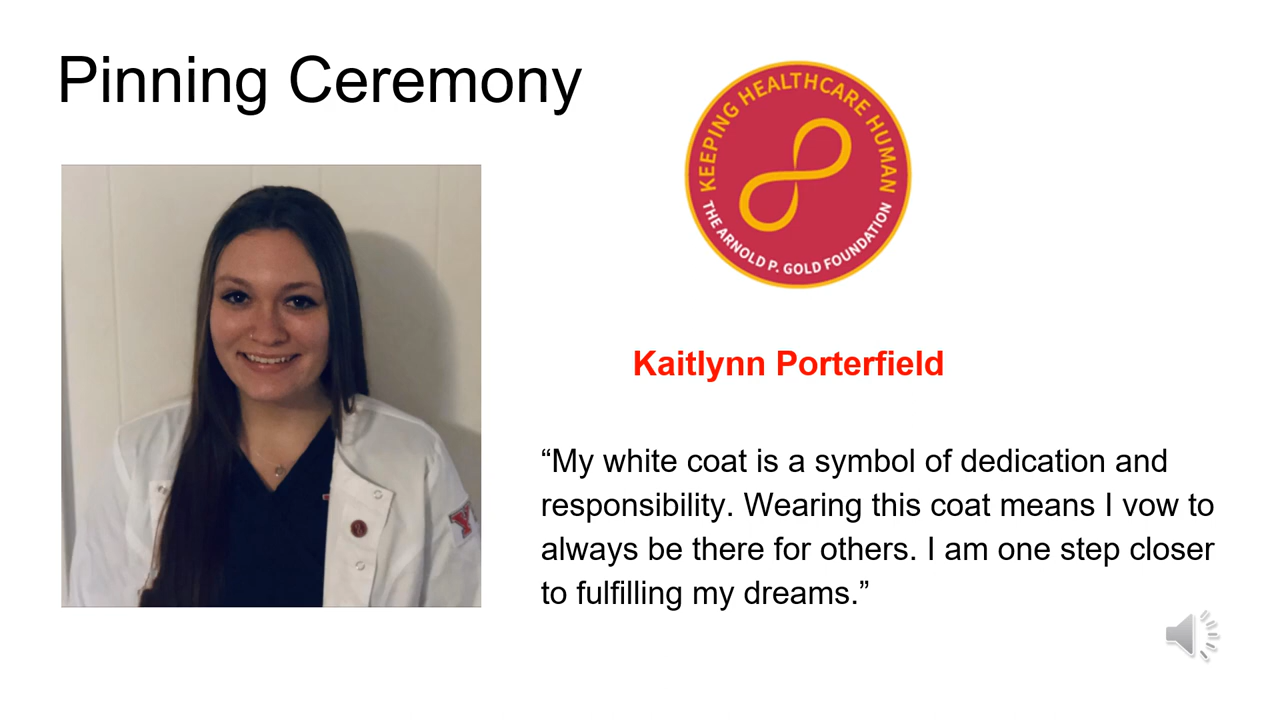 Pinning Ceremony
KEEPING HEALTHCARE HUMAN
THE ARNOLD P. GOLD FOUNDATION
Kaitlynn Porterfield
“My white coat is a symbol of dedication and
responsibility. Wearing this coat means I vow to
always be there for others. I am one step closer
to fulfilling my dreams.”
Y